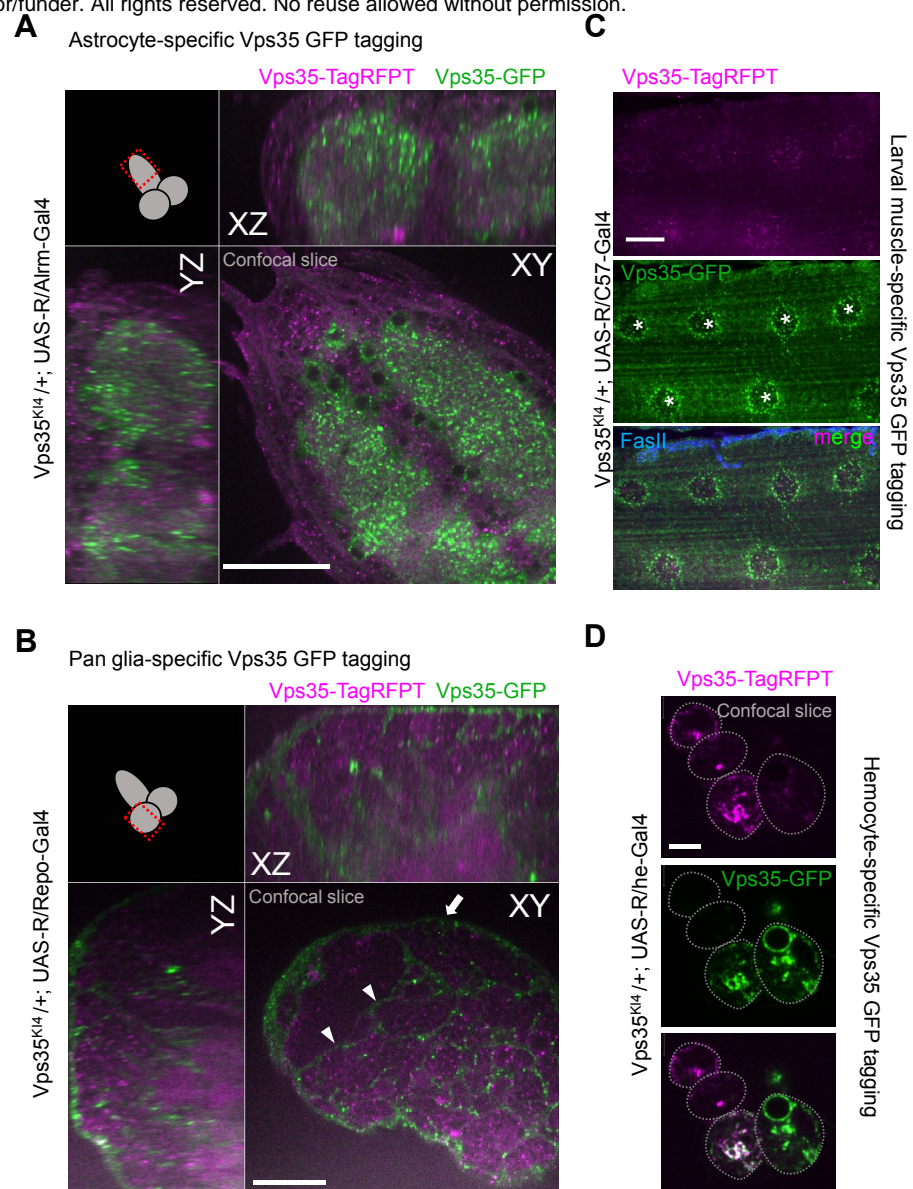 or/funder. All rights reserved. No reuse allowed without permission.
A
Astrocyte-specific Vps35 GFP tagging
Vps35-TagRFPT Vps35-GFP
Vps35KI4/+; UAS-R/Alrm-Gal4
XZ
YZ
Confocal slice
XY
B
Pan glia-specific Vps35 GFP tagging
Vps35-TagRFPT Vps35-GFP
Vps35KI4/+; UAS-R/Repo-Gal4
XZ
YZ
Confocal slice
XY
C
Vps35-TagRFPT
Vps35KI4/+; UAS-R/C57-Gal4
Vps35-GFP
* * * *
* *
FasII merge
Larval muscle-specific Vps35 GFP tagging
D
Vps35-TagRFPT
Confocal slice
Vps35KI4/+; UAS-R/he-Gal4
Vps35-GFP
Hemocyte-specific Vps35 GFP tagging